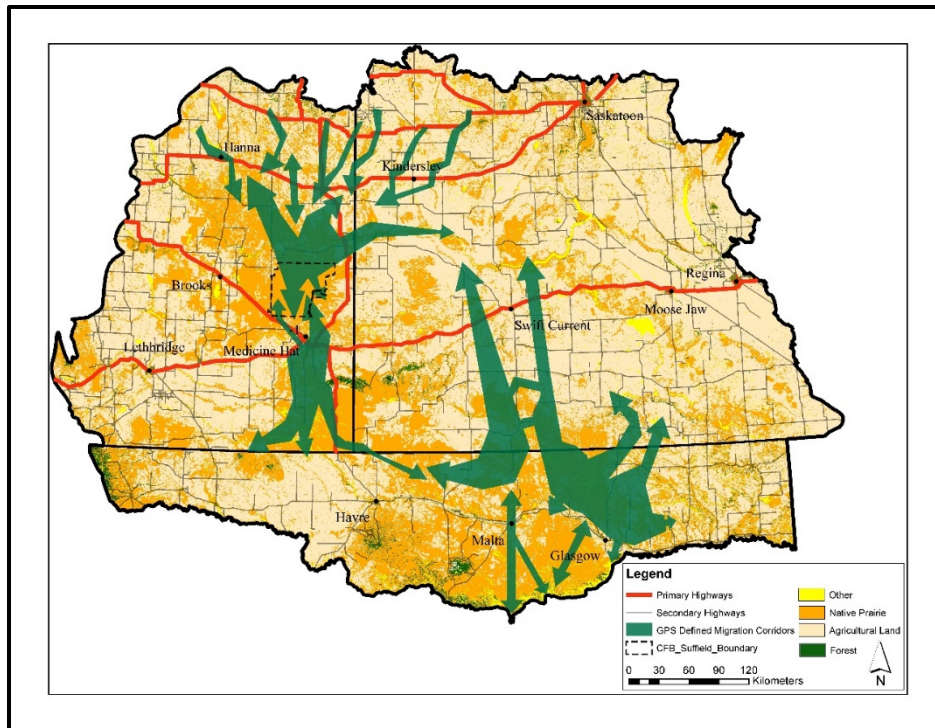 Saskatoon
Hanna
Kindersley
Regina
Brooks
Moose Jaw
Swift Current
Lethbridge
Medicine Hat
Havre
Malta
Glasgow
Legend
Primary Highways
Secondary Highways
GPS Defined Migration Corridors
CFB_Suffield_Boundary
Other
Native Prairie
Agricultural Land
Forest
0 30 60 90 120
Kilometers
N